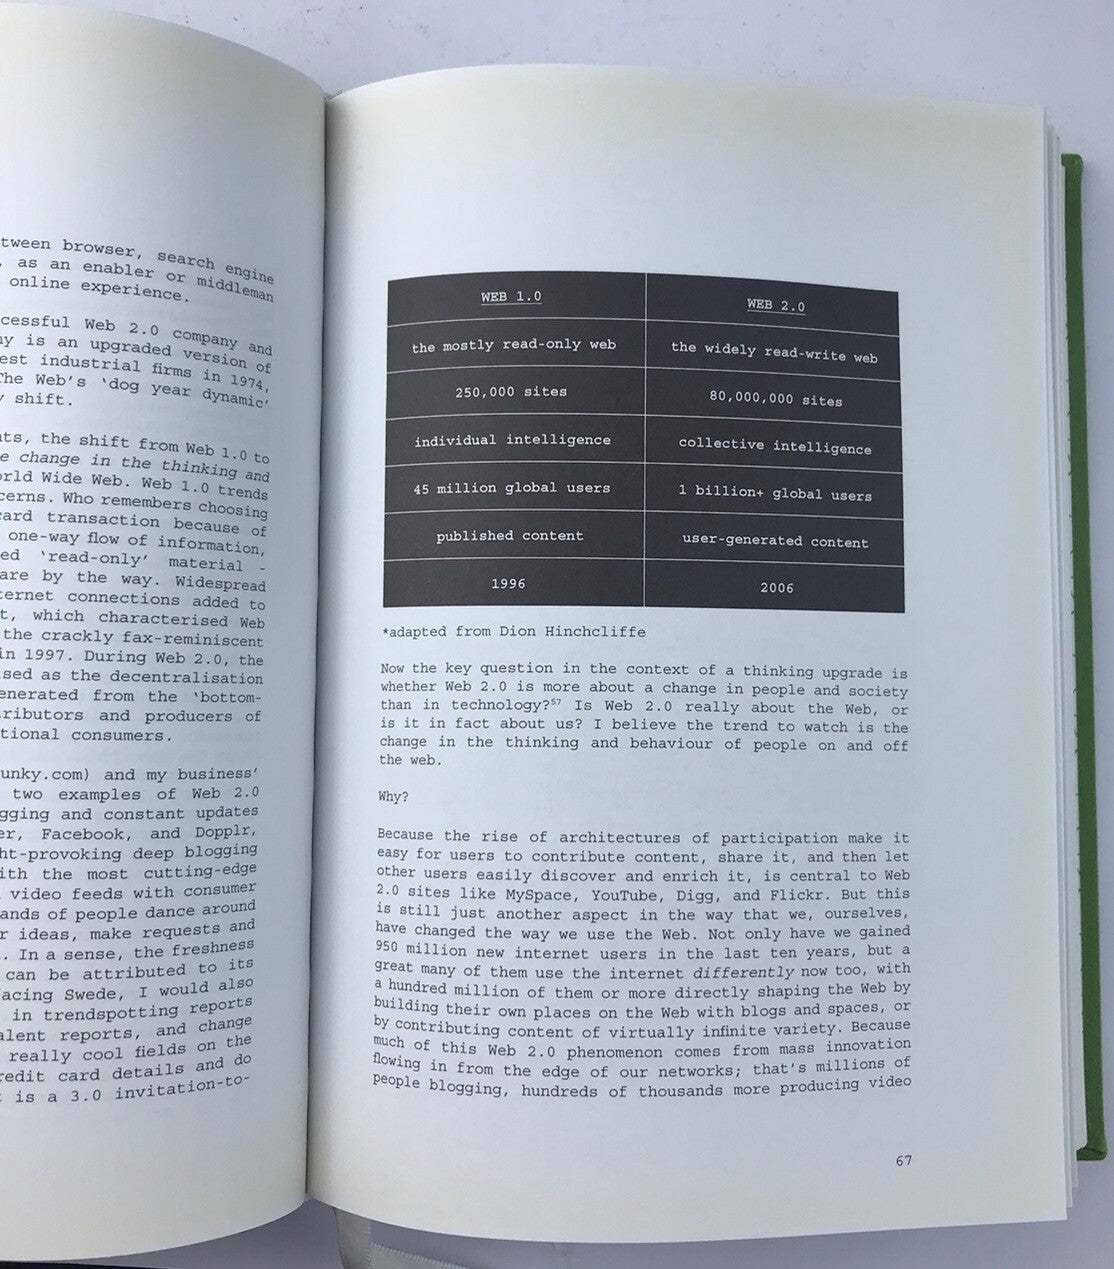 tween browser, search engine
, as an enabler or middleman
online experience.
cessful Web 2.0 company and
is an upgraded version of
est industrial firms in 1974,
The Web's 'dog year dynamic'
shift.
nts, the shift from Web 1.0 to
change in the thinking and
orld Wide Web. Web 1.0 trends
cerns. Who remembers choosing
card transaction because of
one-way flow of information,
ed 'read-only' material -
are by the way. Widespread
ternet connections added to
t, which characterised Web
the crackly fax-reminiscent
in 1997. During Web 2.0, the
sed as the decentralisation
enerated from the 'bottom-
ributors and producers of
tional consumers.
unky.com) and my business'
two examples of Web 2.0
gging and constant updates
er, Facebook, and Dopplr,
ht-provoking deep blogging
ith the most cutting-edge
video feeds with consumer
ands of people dance around
r ideas, make requests and
. In a sense, the freshness
can be attributed to its
facing Swede, I would also
in trendspotting reports
alent reports, and change
really cool fields on the
redit card details and do
is a 3.0 invitation-to-
WEB 1.0 WEB 2.0
the mostly read-only web the widely read-write web
250,000 sites 80,000,000 sites
individual intelligence collective intelligence
45 million global users 1 billion+ global users
published content user-generated content
1996 2006
*adapted from Dion Hinchcliffe
Now the key question in the context of a thinking upgrade is
whether Web 2.0 is more about a change in people and society
than in technology?57 Is Web 2.0 really about the Web, or
is it in fact about us? I believe the trend to watch is the
change in the thinking and behaviour of people on and off
the web.
Why?
Because the rise of architectures of participation make it
easy for users to contribute content, share it, and then let
other users easily discover and enrich it, is central to Web
2.0 sites like MySpace, YouTube, Digg, and Flickr. But this
is still just another aspect in the way that we, ourselves,
have changed the way we use the Web. Not only have we gained
950 million new internet users in the last ten years, but a
great many of them use the internet differently now too, with
a hundred million of them or more directly shaping the Web by
building their own places on the Web with blogs and spaces, or
by contributing content of virtually infinite variety. Because
much of this Web 2.0 phenomenon comes from mass innovation
flowing in from the edge of our networks; that's millions of
people blogging, hundreds of thousands more producing video
67